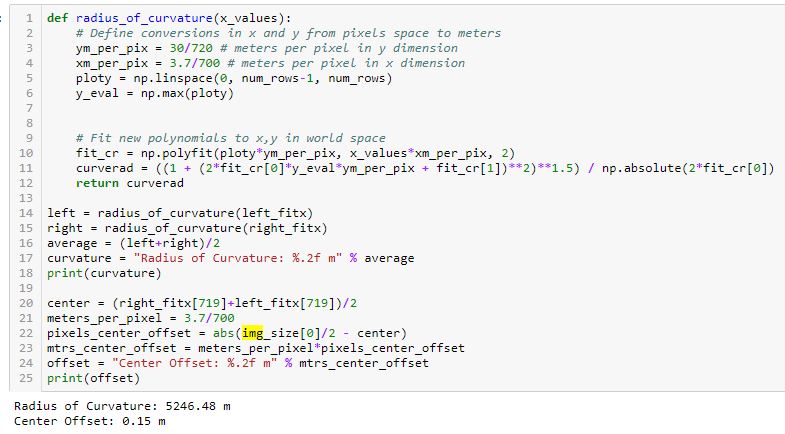 1 def radius_of_curvature(x_values):
2     # Define conversions in x and y from pixels space to meters
3     ym_per_pix = 30/720 # meters per pixel in y dimension
4     xm_per_pix = 3.7/700 # meters per pixel in x dimension
5     ploty = np.linspace(0, num_rows-1, num_rows)
6     y_eval = np.max(ploty)
7
8
9     # Fit new polynomials to x,y in world space
10     fit_cr = np.polyfit(ploty*ym_per_pix, x_values*xm_per_pix, 2)
11     curverad = ((1 + (2*fit_cr[0]*y_eval*ym_per_pix + fit_cr[1])**2)**1.5) / np.absolute(2*fit_cr[0])
12     return curverad
13
14 left = radius_of_curvature(left_fitx)
15 right = radius_of_curvature(right_fitx)
16 average = (left+right)/2
17 curvature = "Radius of Curvature: %.2f m" % average
18 print(curvature)
19
20 center = (right_fitx[719]+left_fitx[719])/2
21 meters_per_pixel = 3.7/700
22 pixels_center_offset = abs(img_size[0]/2 - center)
23 mtrs_center_offset = meters_per_pixel*pixels_center_offset
24 offset = "Center Offset: %.2f m" % mtrs_center_offset
25 print(offset)
Radius of Curvature: 5246.48 m
Center Offset: 0.15 m